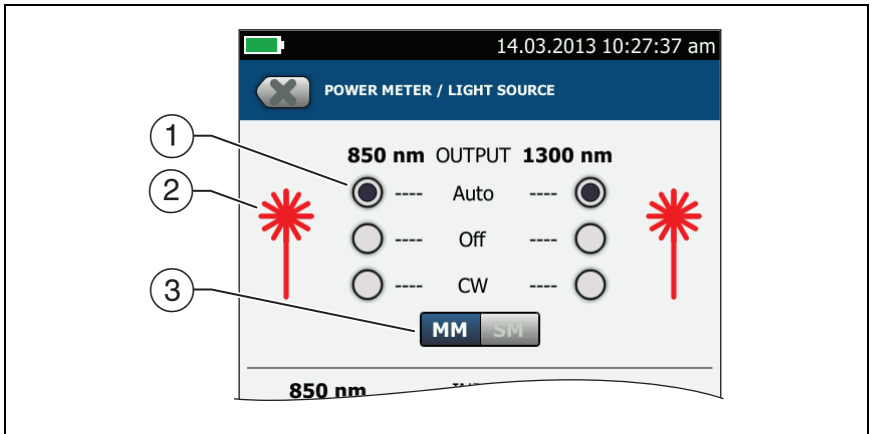 14.03.2013 10:27:37 am
POWER METER / LIGHT SOURCE
1
850 nm OUTPUT 1300 nm
2
---- Auto ----
---- Off ----
3
---- CW ----
MM SM
850 nm